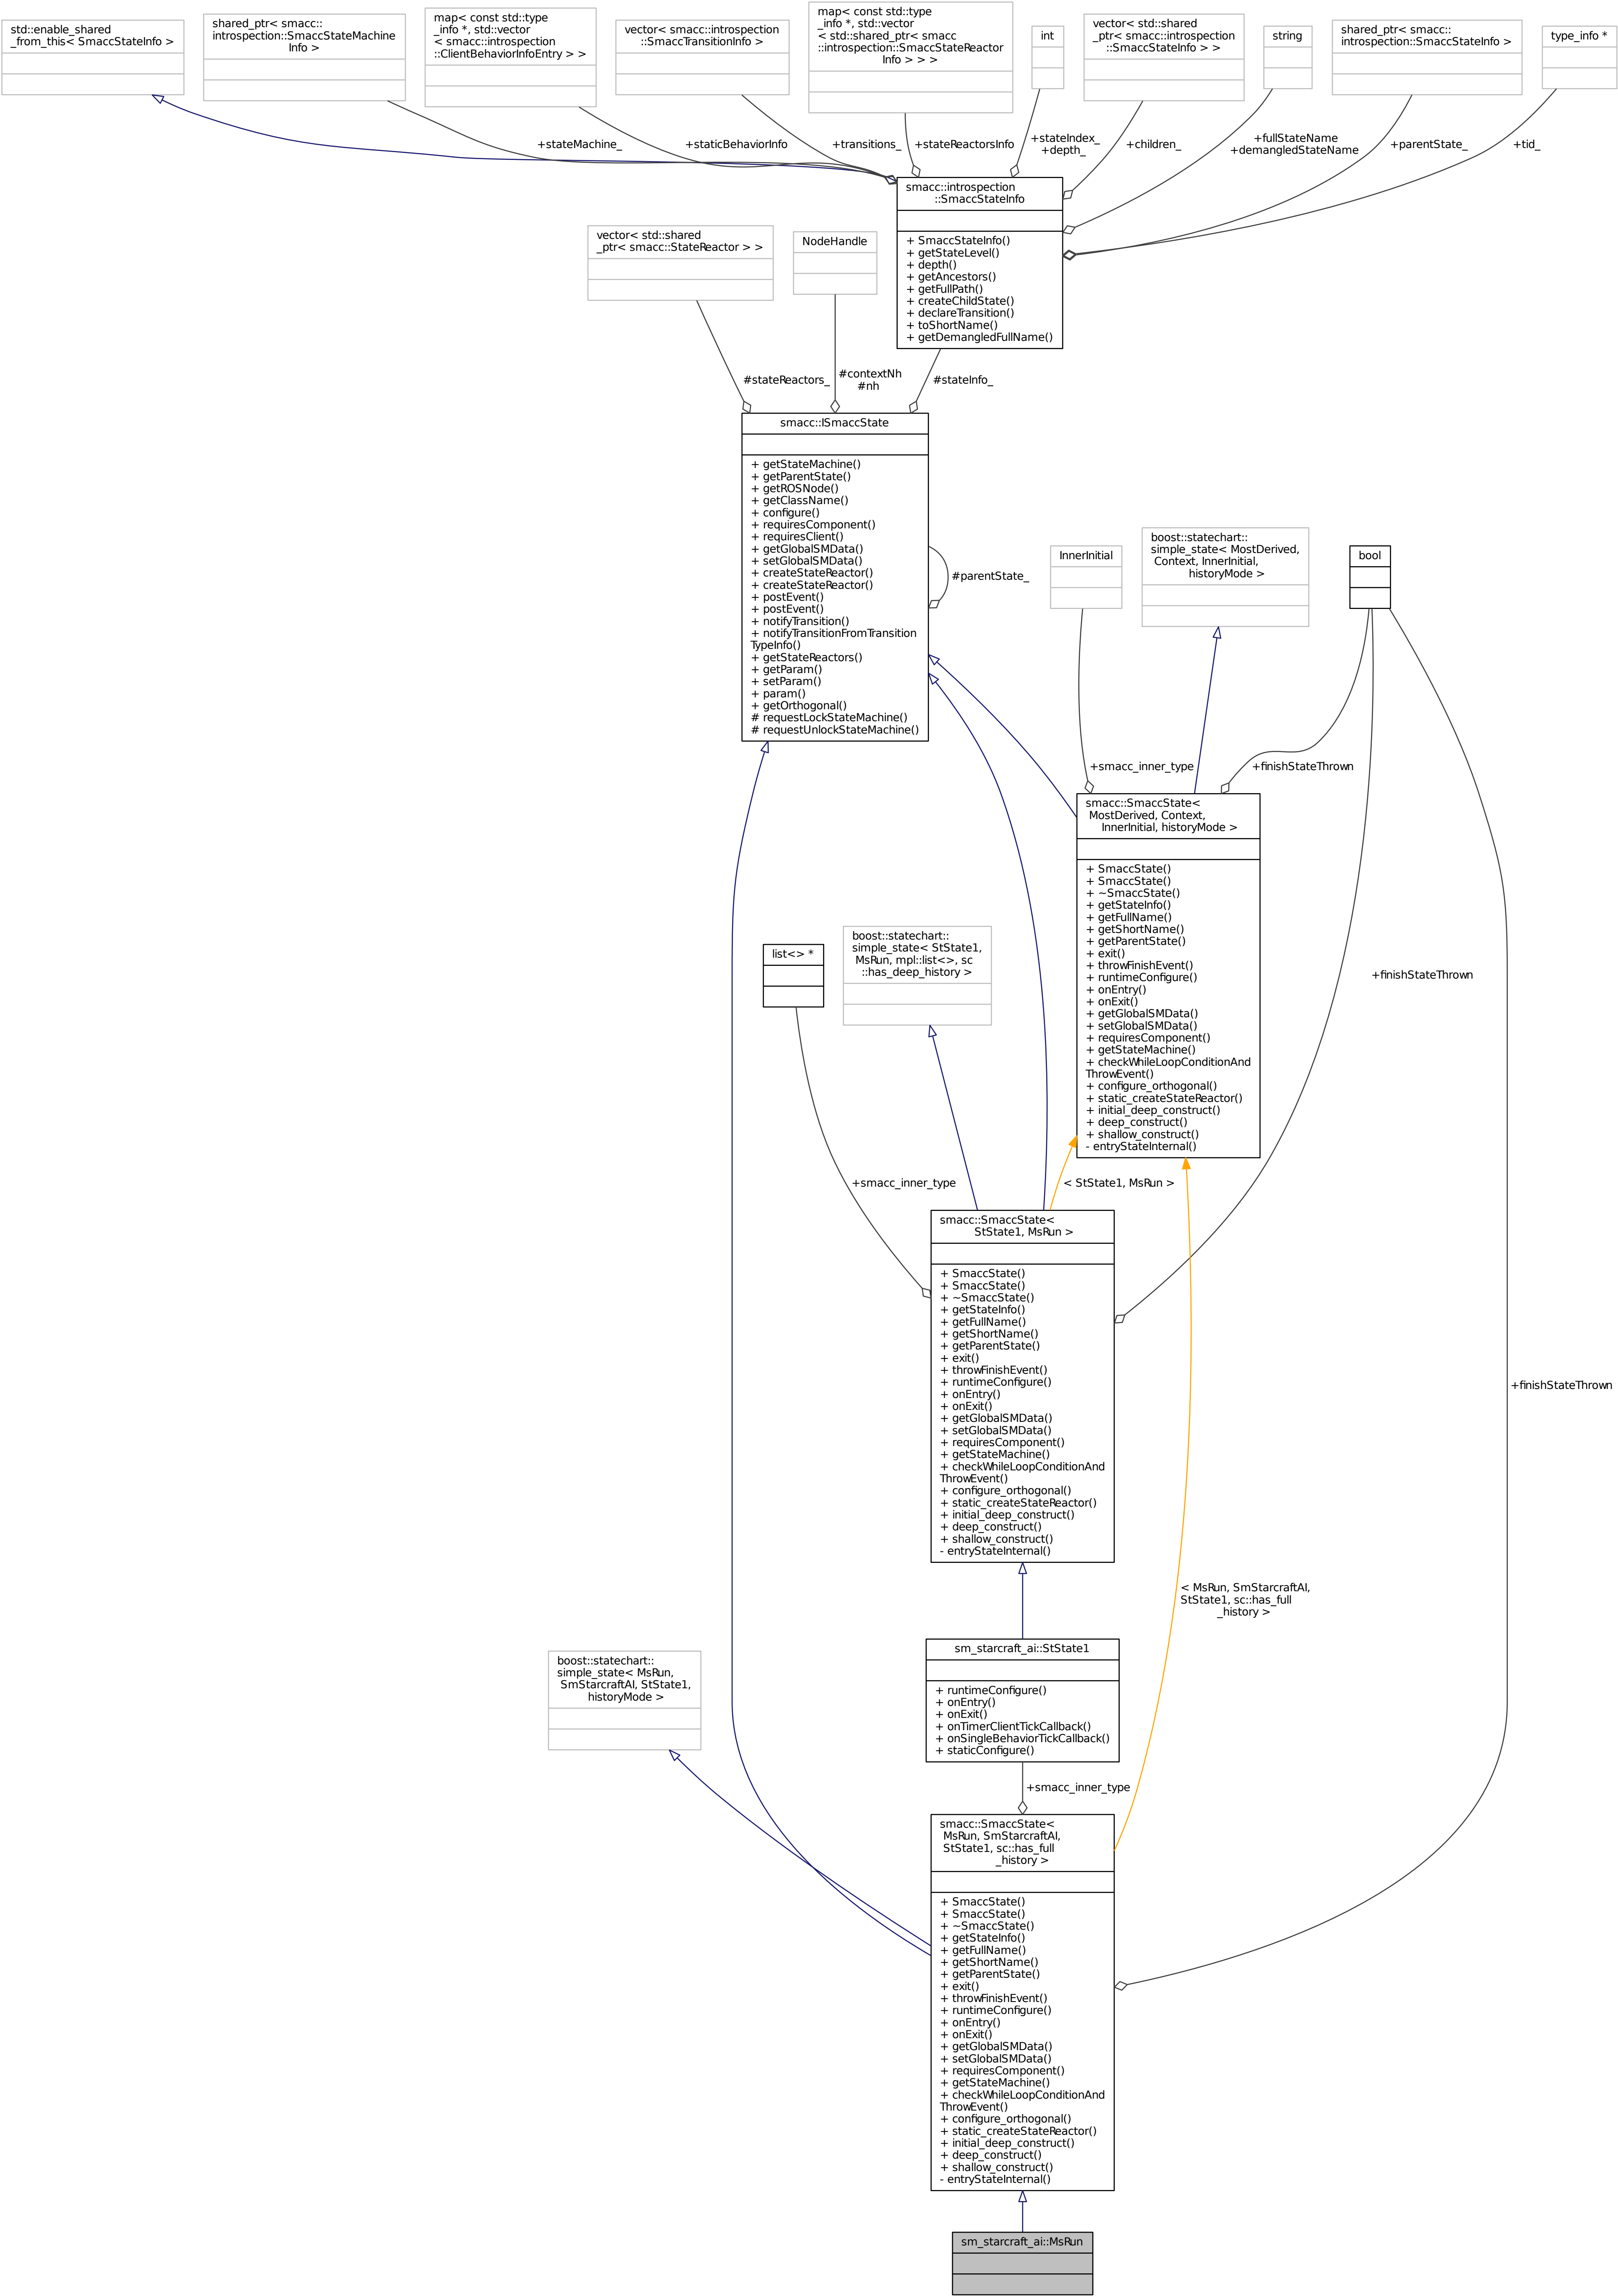 std::enable_shared
_from_this< SmaccStateInfo >
shared_ptr< smacc::
introspection::SmaccStateMachine
Info >
map< const std::type
_info *, std::vector
< smacc::introspection
::ClientBehaviorInfoEntry > >
vector< smacc::introspection
::SmaccTransitionInfo >
map< const std::type
_info *, std::vector
< std::shared_ptr< smacc
::introspection::SmaccStateReactor
Info > > >
int
vector< std::shared
_ptr< smacc::introspection
::SmaccStateInfo > >
string
shared_ptr< smacc::
introspection::SmaccStateInfo >
type_info *
+stateMachine_
+staticBehaviorInfo
+transitions_
+stateReactorsInfo
+stateIndex_
+depth_
+children_
+fullStateName
+demangledStateName
+parentState_
+tid_
smacc::introspection
::SmaccStateInfo
+ SmaccStateInfo()
+ getStateLevel()
+ depth()
+ getAncestors()
+ getFullPath()
+ createChildState()
+ declareTransition()
+ toShortName()
+ getDemangledFullName()
vector< std::shared
_ptr< smacc::StateReactor > >
NodeHandle
#stateReactors_
#contextNh
#nh
#stateInfo_
smacc::ISmaccState
+ getStateMachine()
+ getParentState()
+ getROSNode()
+ getClassName()
+ configure()
+ requiresComponent()
+ requiresClient()
+ getGlobalSMData()
+ setGlobalSMData()
+ createStateReactor()
+ createStateReactor()
+ postEvent()
+ postEvent()
+ notifyTransition()
+ notifyTransitionFromTransition
TypeInfo()
+ getStateReactors()
+ getParam()
+ setParam()
+ param()
+ getOrthogonal()
# requestLockStateMachine()
# requestUnlockStateMachine()
#parentState_
InnerInitial
boost::statechart::
simple_state< MostDerived,
Context, InnerInitial,
historyMode >
bool
+smacc_inner_type
+finishStateThrown
smacc::SmaccState<
MostDerived, Context,
InnerInitial, historyMode >
+ SmaccState()
+ SmaccState()
+ ~SmaccState()
+ getStateInfo()
+ getFullName()
+ getShortName()
+ getParentState()
+ exit()
+ throwFinishEvent()
+ runtimeConfigure()
+ onEntry()
+ onExit()
+ getGlobalSMData()
+ setGlobalSMData()
+ requiresComponent()
+ getStateMachine()
+ checkWhileLoopConditionAnd
ThrowEvent()
+ configure_orthogonal()
+ static_createStateReactor()
+ initial_deep_construct()
+ deep_construct()
+ shallow_construct()
- entryStateInternal()
list<> *
boost::statechart::
simple_state< StState1,
MsRun, mpl::list<>, sc
::has_deep_history >
+finishStateThrown
+smacc_inner_type
< StState1, MsRun >
smacc::SmaccState<
StState1, MsRun >
+ SmaccState()
+ SmaccState()
+ ~SmaccState()
+ getStateInfo()
+ getFullName()
+ getShortName()
+ getParentState()
+ exit()
+ throwFinishEvent()
+ runtimeConfigure()
+ onEntry()
+ onExit()
+ getGlobalSMData()
+ setGlobalSMData()
+ requiresComponent()
+ getStateMachine()
+ checkWhileLoopConditionAnd
ThrowEvent()
+ configure_orthogonal()
+ static_createStateReactor()
+ initial_deep_construct()
+ deep_construct()
+ shallow_construct()
- entryStateInternal()
+finishStateThrown
< MsRun, SmStarcraftAI,
StState1, sc::has_full
_history >
sm_starcraft_ai::StState1
+ runtimeConfigure()
+ onEntry()
+ onExit()
+ onTimerClientTickCallback()
+ onSingleBehaviorTickCallback()
+ staticConfigure()
boost::statechart::
simple_state< MsRun,
SmStarcraftAI, StState1,
historyMode >
+smacc_inner_type
smacc::SmaccState<
MsRun, SmStarcraftAI,
StState1, sc::has_full
_history >
+ SmaccState()
+ SmaccState()
+ ~SmaccState()
+ getStateInfo()
+ getFullName()
+ getShortName()
+ getParentState()
+ exit()
+ throwFinishEvent()
+ runtimeConfigure()
+ onEntry()
+ onExit()
+ getGlobalSMData()
+ setGlobalSMData()
+ requiresComponent()
+ getStateMachine()
+ checkWhileLoopConditionAnd
ThrowEvent()
+ configure_orthogonal()
+ static_createStateReactor()
+ initial_deep_construct()
+ deep_construct()
+ shallow_construct()
- entryStateInternal()
sm_starcraft_ai::MsRun